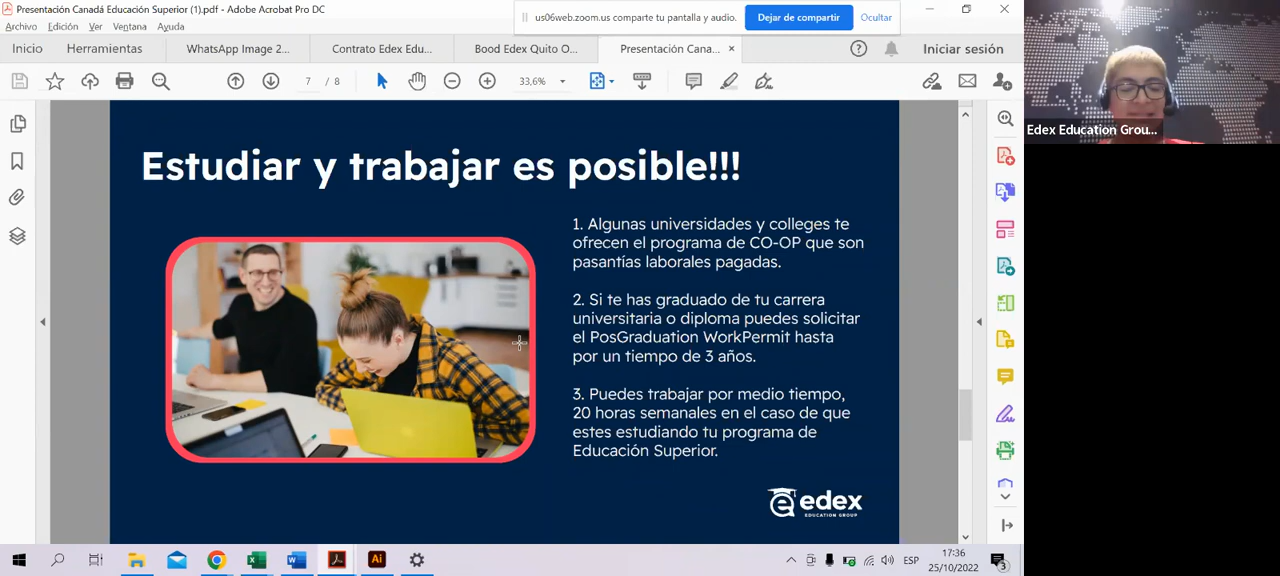 Presentación Canadá Educación Superior (1).pdf - Adobe Acrobat Pro DC
us06web.zoom.us comparte tu pantalla y audio.
Dejar de compartir
Ocultar
Archivo Edición Ver Ventana Ayuda
Inicio
Herramientas
WhatsApp Image 2...
Contrato Edex Edu...
Bood Edex Quito O...
Presentación Cana...
Iniciar sesión
7 / 8
33,6%
Edex Education Grou...
Estudiar y trabajar es posible!!!
1. Algunas universidades y colleges te
ofrecen el programa de CO-OP que son
pasantías laborales pagadas.
2. Si te has graduado de tu carrera
universitaria o diploma puedes solicitar
el PosGraduation WorkPermit hasta
por un tiempo de 3 años.
3. Puedes trabajar por medio tiempo,
20 horas semanales en el caso de que
estes estudiando tu programa de
Educación Superior.
edex
EDUCATION GROUP
Ai
ESP
17:36
25/10/2022
3